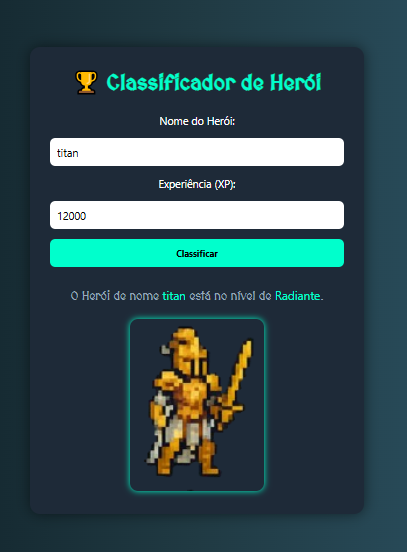 🏆 Classificador de Herói
Nome do Herói:
titan
Experiência (XP):
12000
Classificar
O Herói de nome titan está no nível de Radiante.